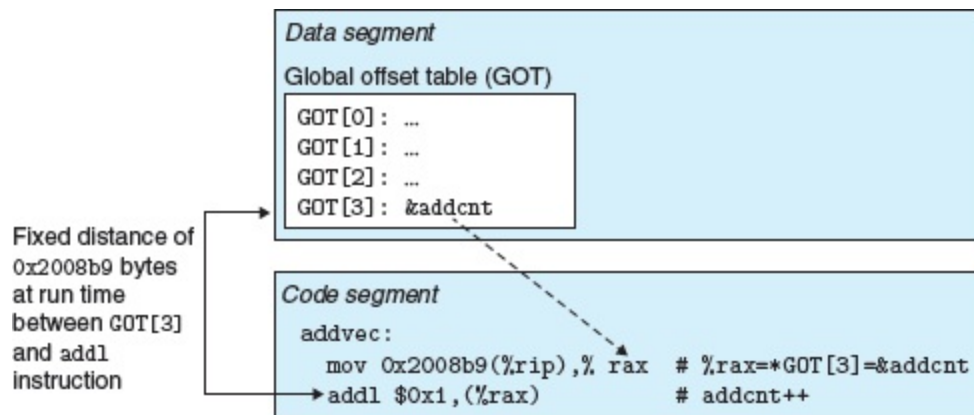 Data segment
Global offset table (GOT)
GOT[0]: …
GOT[1]: …
GOT[2]: …
GOT[3]: &addcnt
Fixed distance of
0x2008b9 bytes
at run time
between GOT[3]
and addl
instruction
Code segment
addvec:
mov 0x2008b9(%rip),% rax # %rax=*GOT[3]=&addcnt
addl $0x1,(%rax) # addcnt++